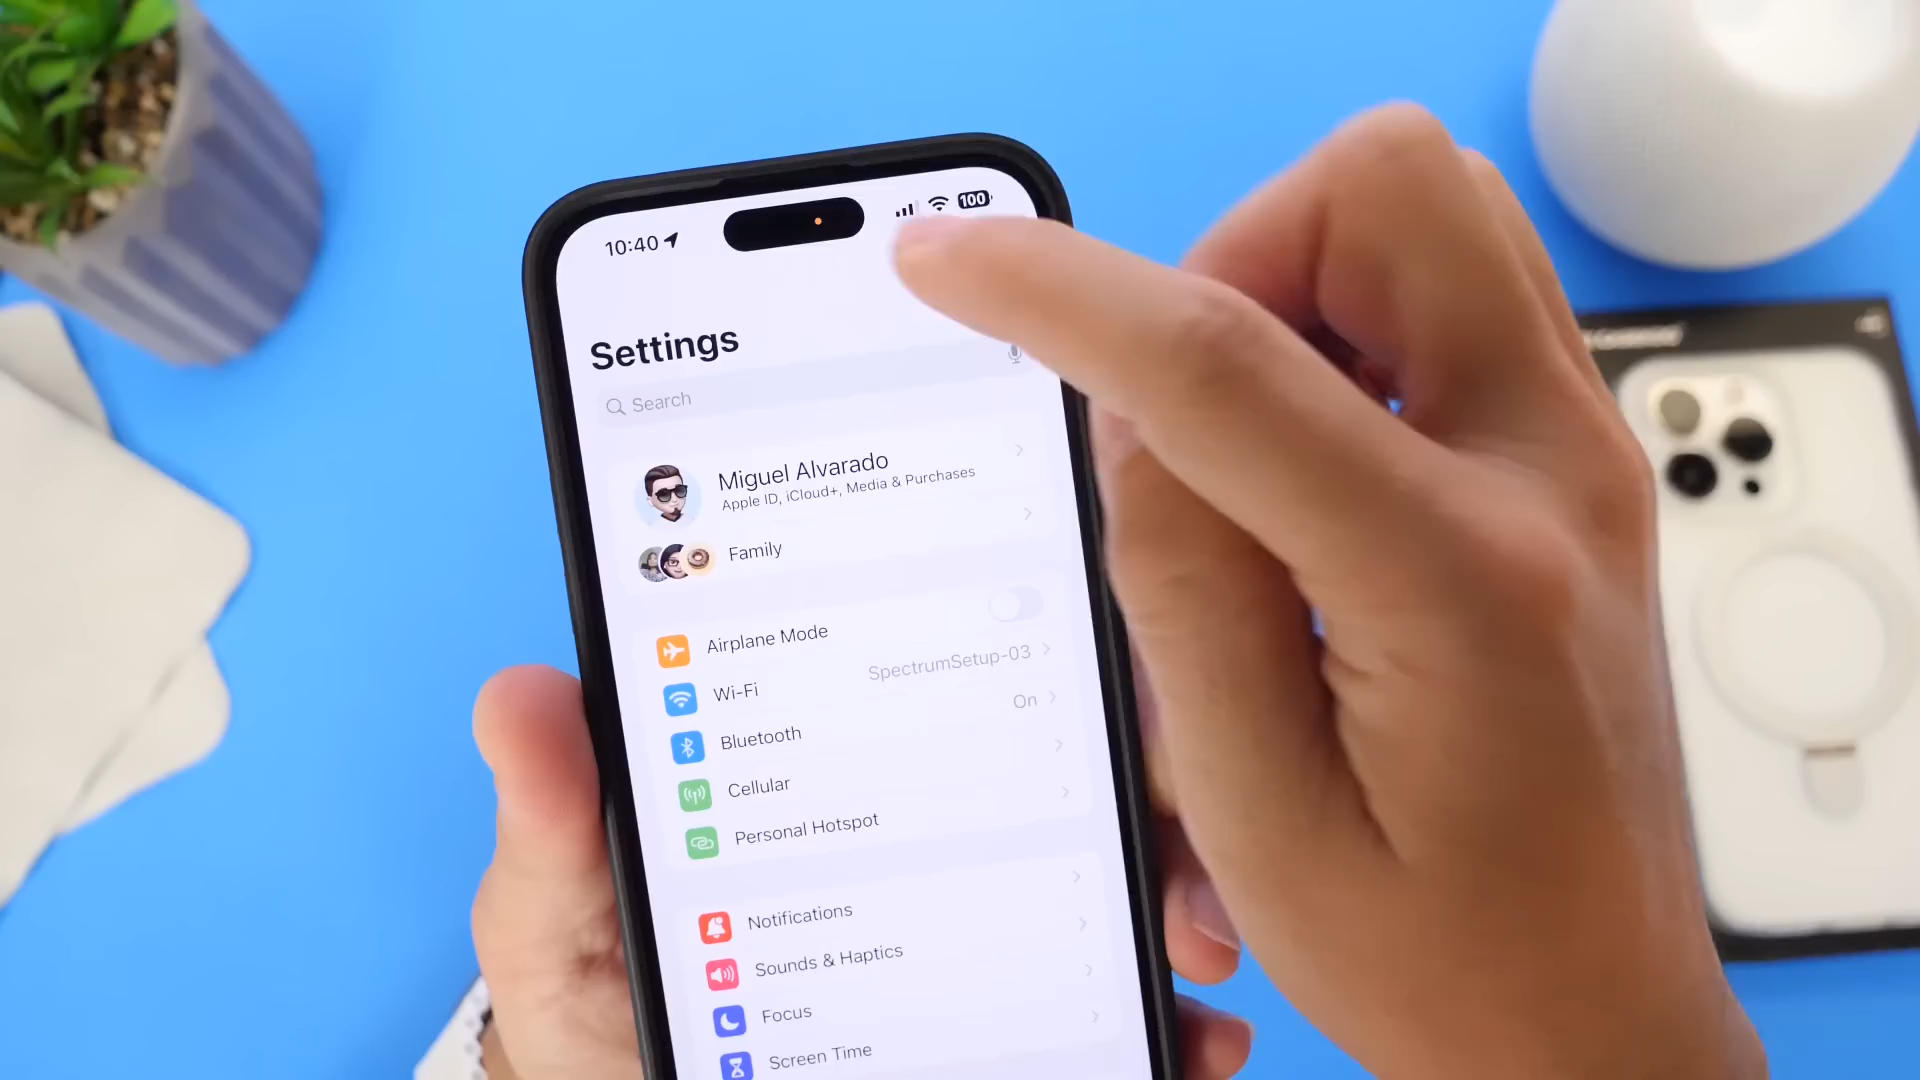 10:40
100
Settings
Search
Miguel Alvarado
Apple ID, iCloud+, Media & Purchases
Family
Airplane Mode
Wi-Fi SpectrumSetup-03
Bluetooth On
Cellular
Personal Hotspot
Notifications
Sounds & Haptics
Focus
Screen Time